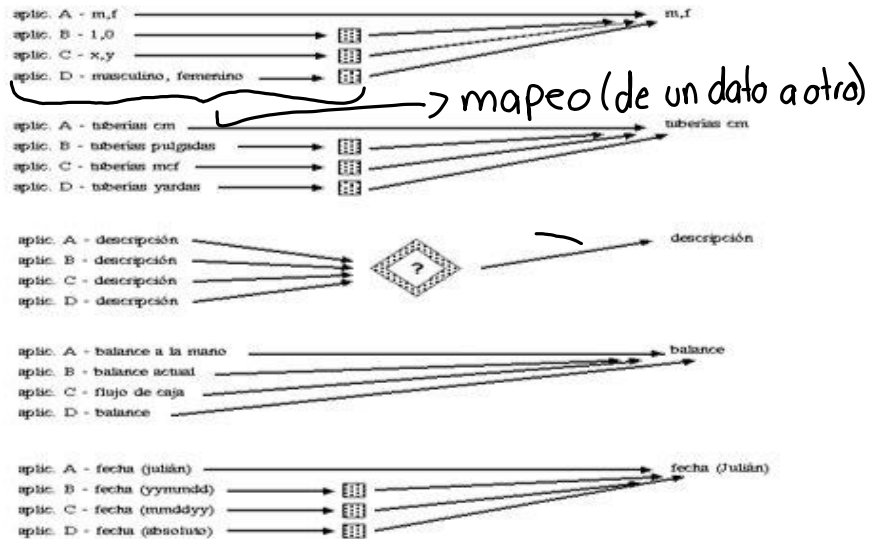 aplic. A - m,f m,f
aplic. B - 1,0
aplic. C - x,y
aplic. D - masculino, femenino
mapeo (de un dato a otro)
aplic. A - tuberías cm tuberías cm
aplic. B - tuberías pulgadas
aplic. C - tuberías mcf
aplic. D - tuberías yardas
aplic. A - descripción descripción
aplic. B - descripción
?
aplic. C - descripción
aplic. D - descripción
aplic. A - balance a la mano balance
aplic. B - balance actual
aplic. C - flujo de caja
aplic. D - balance
aplic. A - fecha (julián) fecha (Julián)
aplic. B - fecha (yymmdd)
aplic. C - fecha (mmddyy)
aplic. D - fecha (absoluto)